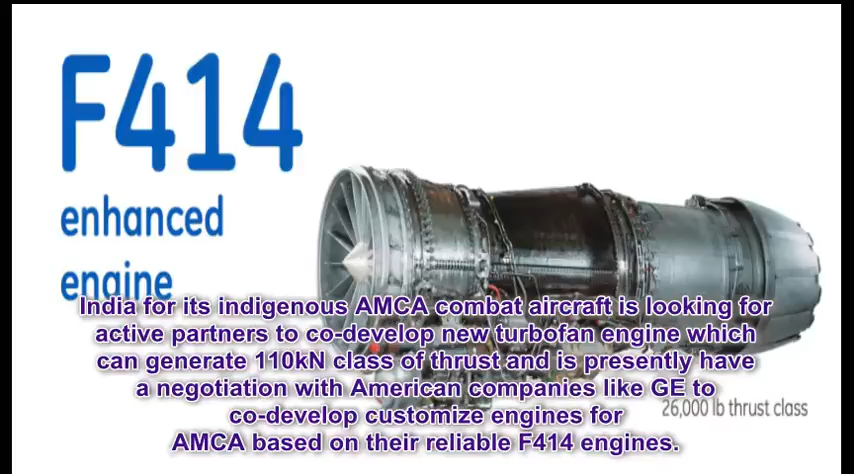 F414
enhanced
engine
India for its indigenous AMCA combat aircraft is looking for
active partners to co-develop new turbofan engine which
can generate 110kN class of thrust and is presently have
a negotiation with American companies like GE to
co-develop customize engines for
AMCA based on their reliable F414 engines.
26,000 lb thrust class